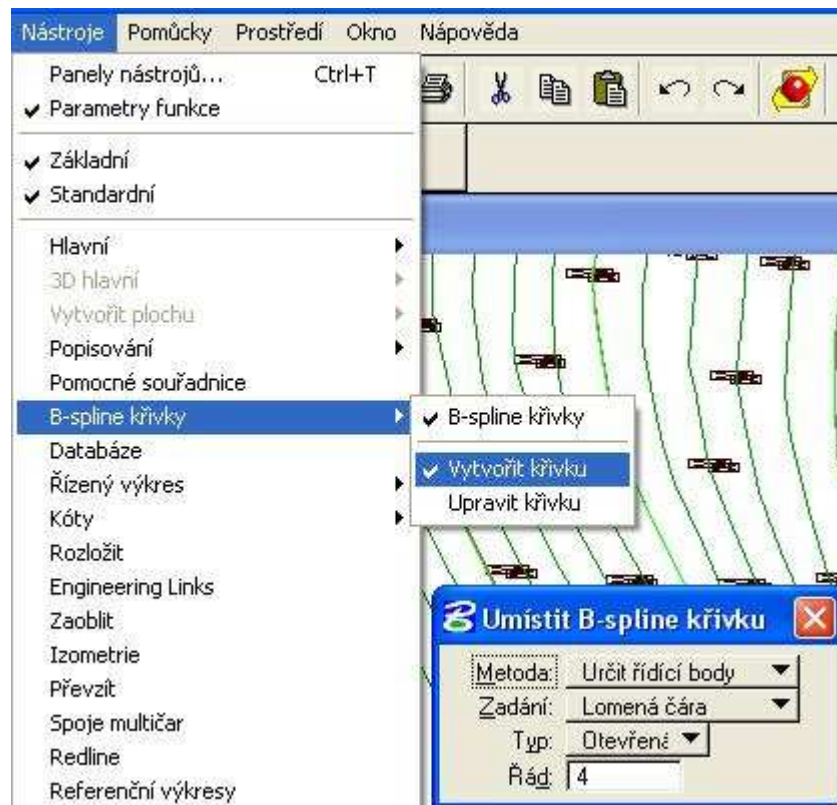 Nástroje Pomůcky Prostředí Okno Nápověda
Panely nástrojů... Ctrl+T
Parametry funkce
Základní
Standardní
Hlavní
3D hlavní
Vytvořit plochu
Popisování
Pomocné souřadnice
B-spline křivky
B-spline křivky
Databáze
Vytvořit křivku
Řízený výkres
Upravit křivku
Kóty
Rozložit
Engineering Links
Zaoblit
Izometrie
Převzít
Spoje multičar
Redline
Referenční výkresy
Umístit B-spline křivku
Metoda: Určit řídící body
Zadání: Lomená čára
Typ: Otevřená
Řád: 4